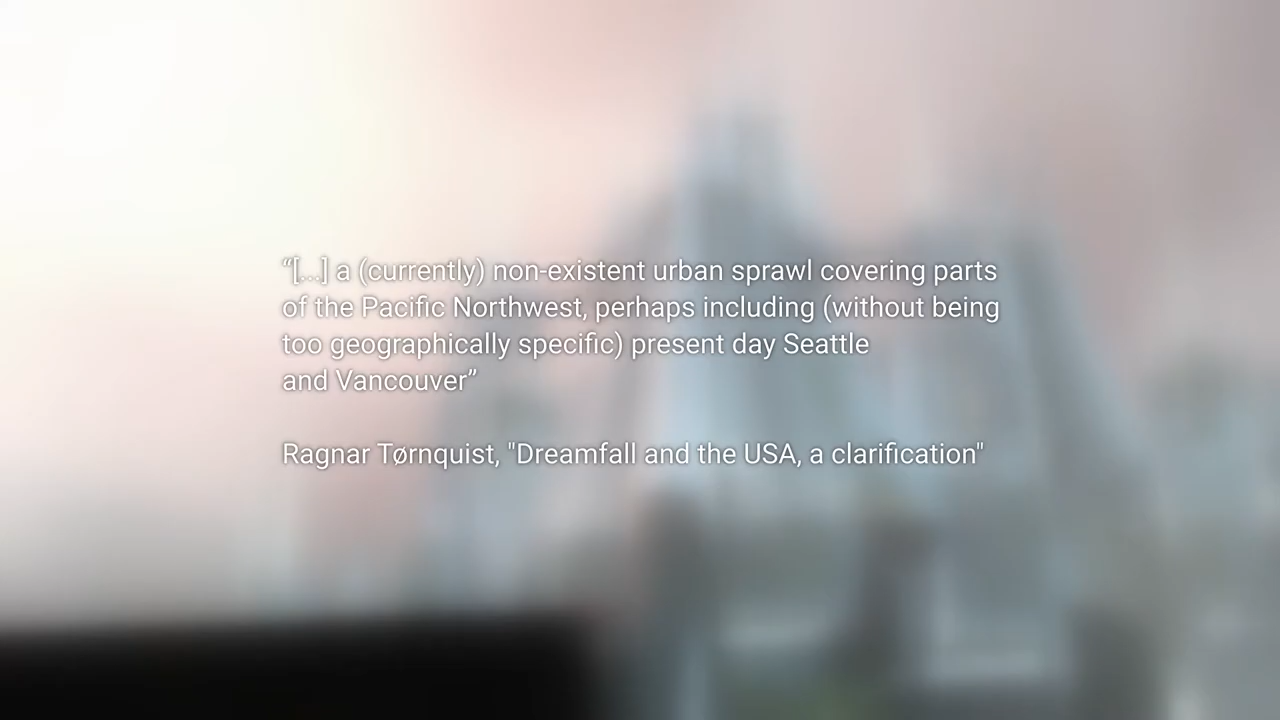 “[...] a (currently) non-existent urban sprawl covering parts
of the Pacific Northwest, perhaps including (without being
too geographically specific) present day Seattle
and Vancouver”
Ragnar Tørnquist, "Dreamfall and the USA, a clarification"